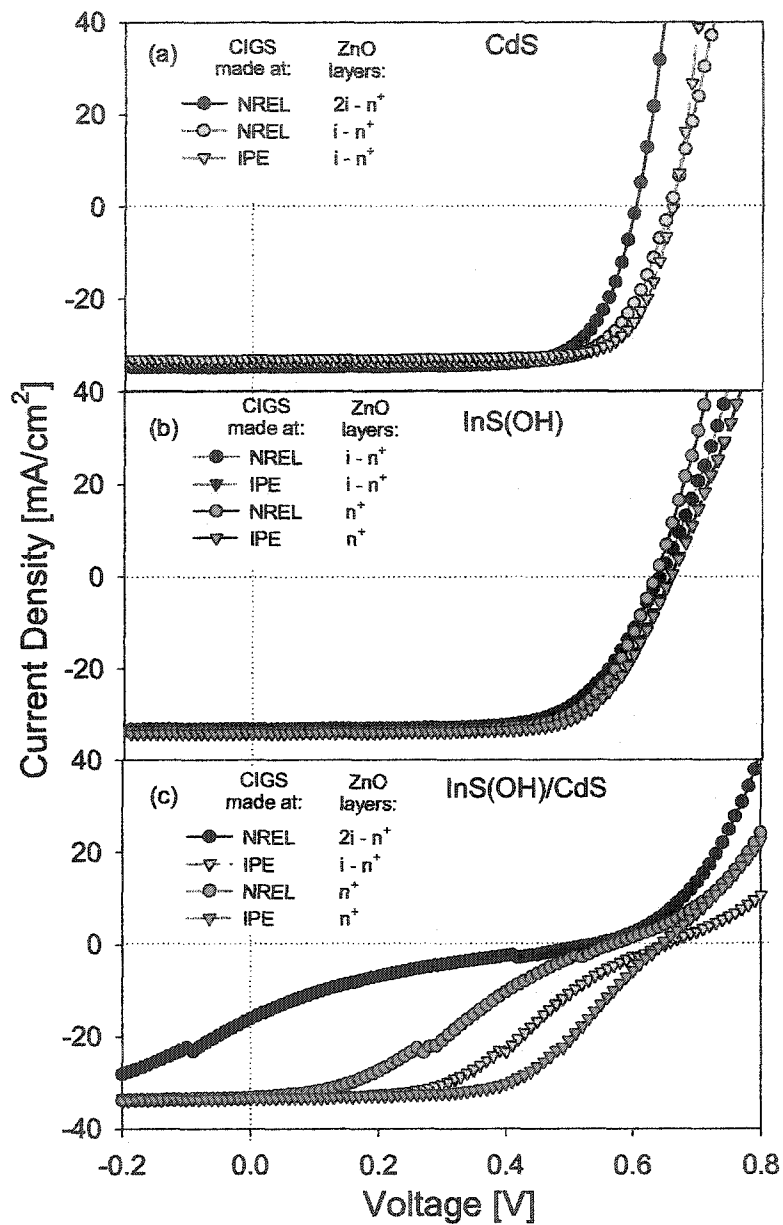 40
20
0
-20
(a)
CdS
CIGS ZnO
made at: layers:
NREL 2i - n⁺
NREL i - n⁺
IPE i - n⁺
40
20
0
-20
(b)
InS(OH)
CIGS ZnO
made at: layers:
NREL i - n⁺
IPE i - n⁺
NREL n⁺
IPE n⁺
40
20
0
-20
-40
(c)
InS(OH)/CdS
CIGS ZnO
made at: layers:
NREL 2i - n⁺
IPE i - n⁺
NREL n⁺
IPE n⁺
Current Density [mA/cm²]
-0.2 0.0 0.2 0.4 0.6 0.8
Voltage [V]